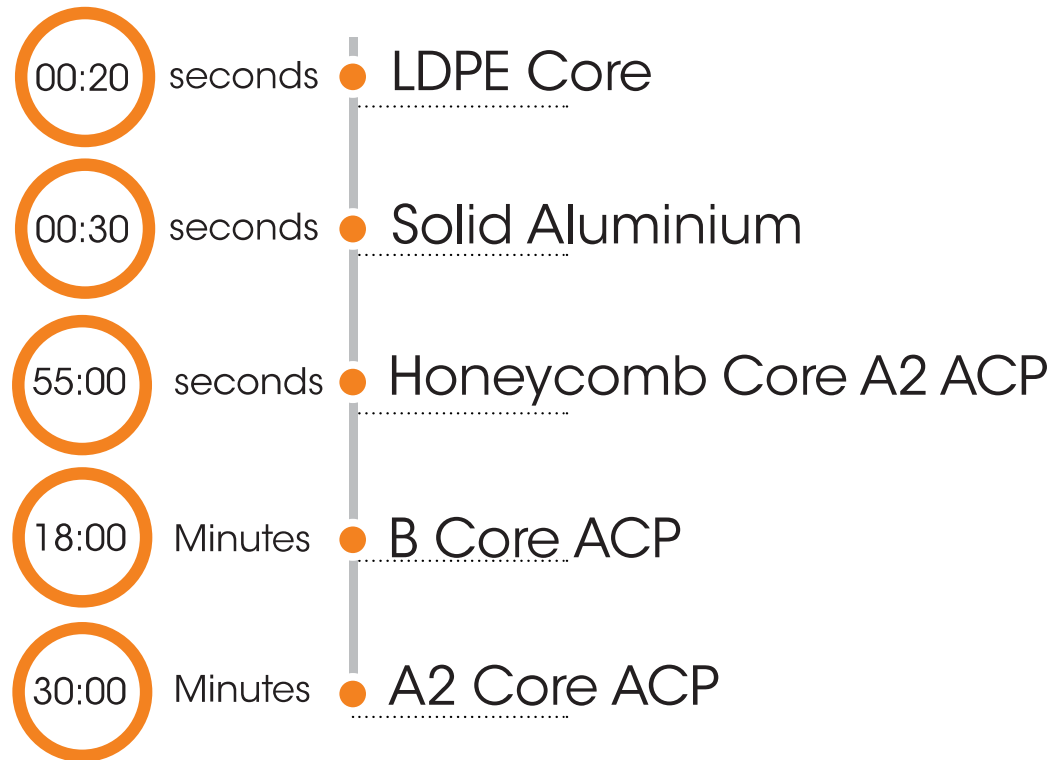 00:20 seconds LDPE Core
00:30 seconds Solid Aluminium
55:00 seconds Honeycomb Core A2 ACP
18:00 Minutes B Core ACP
30:00 Minutes A2 Core ACP